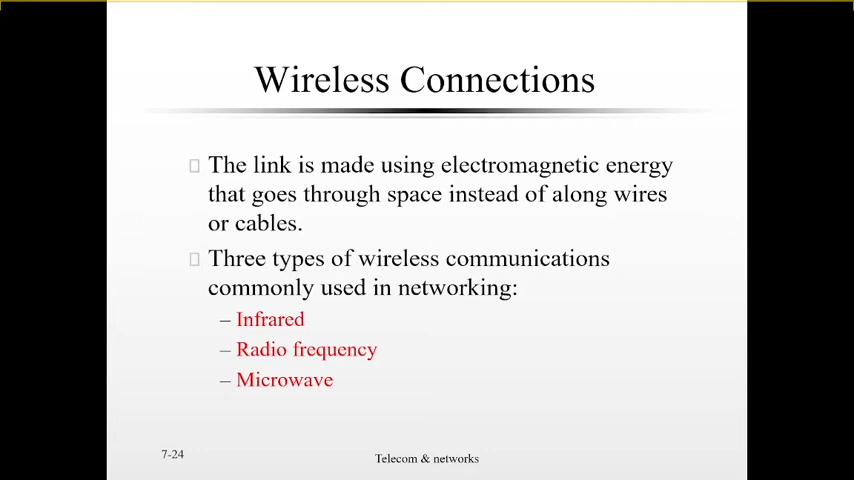 Wireless Connections
The link is made using electromagnetic energy
that goes through space instead of along wires
or cables.
Three types of wireless communications
commonly used in networking:
– Infrared
– Radio frequency
– Microwave
7-24
Telecom & networks